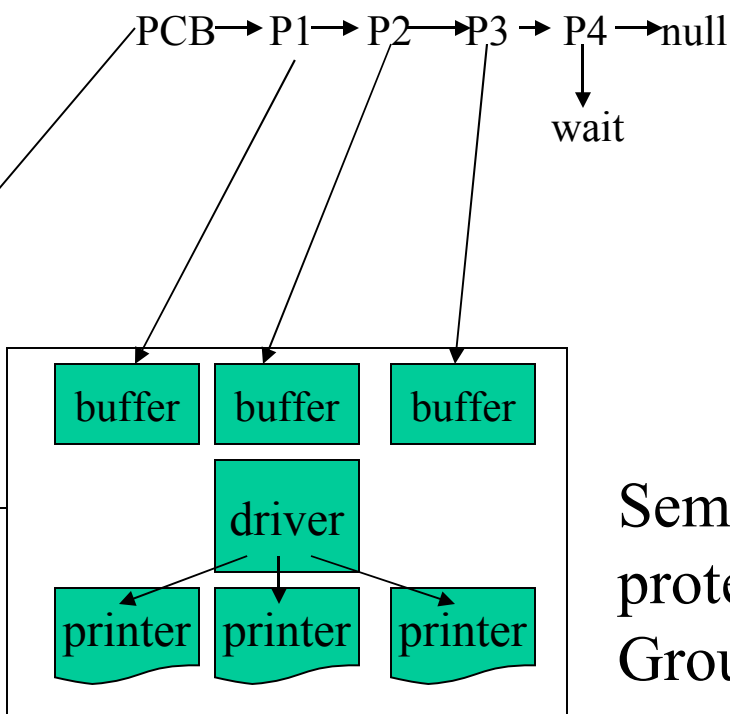 PCB P1 P2 P3 P4 null
wait
buffer buffer buffer
driver
printer printer printer
Sem
prote
Grou